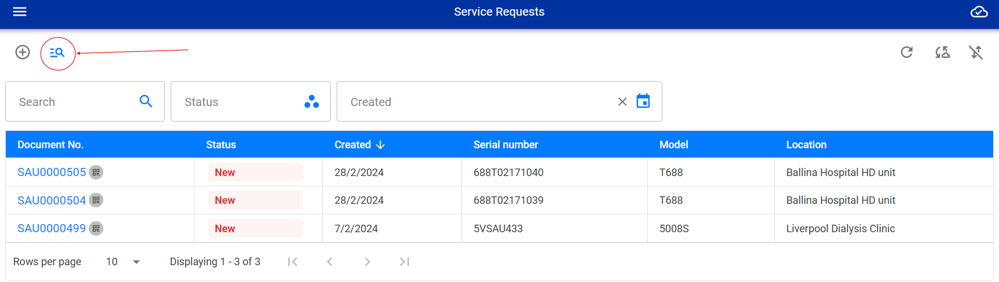 Service Requests
Search
Status
Created
Document No. Status Created Serial number Model Location
SAU0000505 New 28/2/2024 688T02171040 T688 Ballina Hospital HD unit
SAU0000504 New 28/2/2024 688T02171039 T688 Ballina Hospital HD unit
SAU0000499 New 7/2/2024 5VSAU433 5008S Liverpool Dialysis Clinic
Rows per page 10 Displaying 1 - 3 of 3